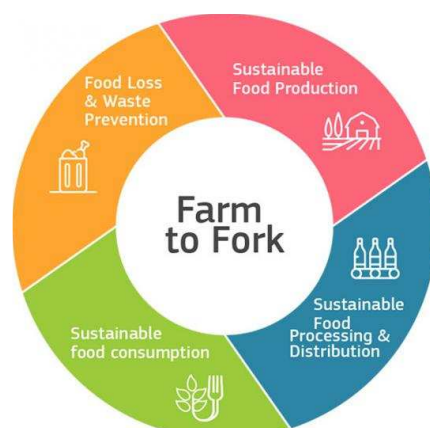 Farm
to Fork
Sustainable
Food Production
Sustainable
Food
Processing &
Distribution
Sustainable
food consumption
Food Loss
& Waste
Prevention